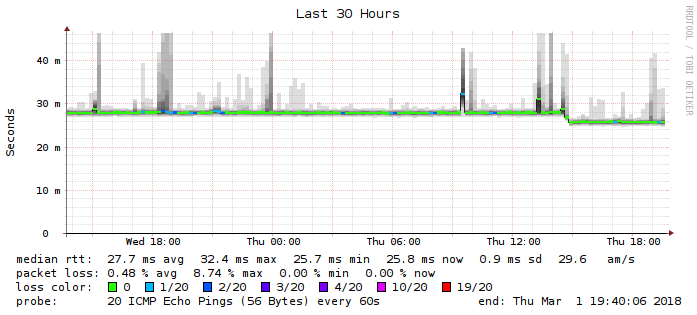 Last 30 Hours
RRDTOOL / TOBI OETIKER
Seconds
40 m
30 m
20 m
10 m
0
Wed 18:00 Thu 00:00 Thu 06:00 Thu 12:00 Thu 18:00
median rtt: 27.7 ms avg 32.4 ms max 25.7 ms min 25.8 ms now 0.9 ms sd 29.6 am/s
packet loss: 0.48 % avg 8.74 % max 0.00 % min 0.00 % now
loss color: 0 1/20 2/20 3/20 4/20 10/20 19/20
probe: 20 ICMP Echo Pings (56 Bytes) every 60s end: Thu Mar 1 19:40:06 2018